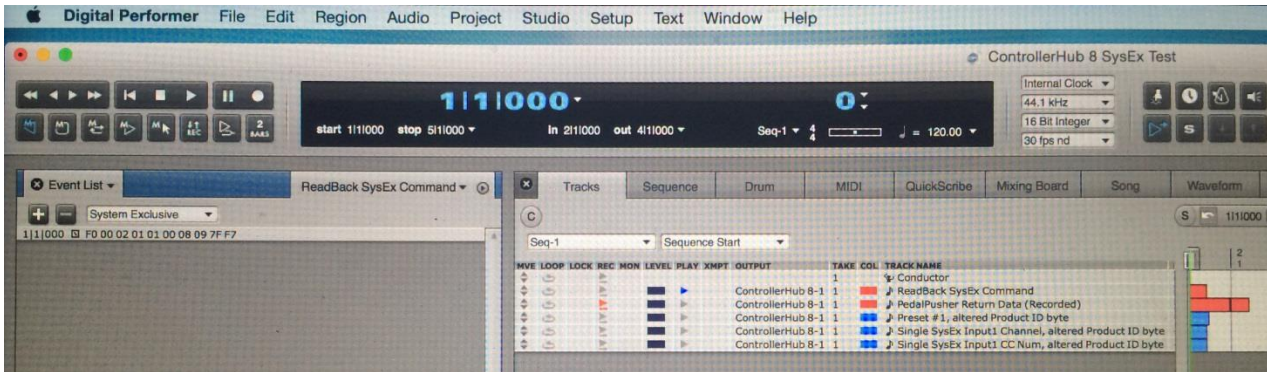 Digital Performer File Edit Region Audio Project Studio Setup Text Window Help
ControllerHub 8 SysEx Test
1|1|000 0
Internal Clock
44.1 kHz
16 Bit Integer
30 fps nd
REC 2 BARS
start 1|1|000 stop 5|1|000 In 2|1|000 out 4|1|000 Seq-1 4 4 = 120.00
S
Event List ReadBack SysEx Command
Tracks Sequence Drum MIDI QuickScribe Mixing Board Song Waveform
System Exclusive
C
S 1|1|000
1|1|000 F0 00 02 01 01 00 08 09 7F F7
Seq-1 Sequence Start
2
1
MVE LOOP LOCK REC MON LEVEL PLAY XMPT OUTPUT TAKE COL TRACK NAME
1 Conductor
ControllerHub 8-1 1 ReadBack SysEx Command
ControllerHub 8-1 1 PedalPusher Return Data (Recorded)
ControllerHub 8-1 1 Preset #1, altered Product ID byte
ControllerHub 8-1 1 Single SysEx Input1 Channel, altered Product ID byte
ControllerHub 8-1 1 Single SysEx Input1 CC Num, altered Product ID byte